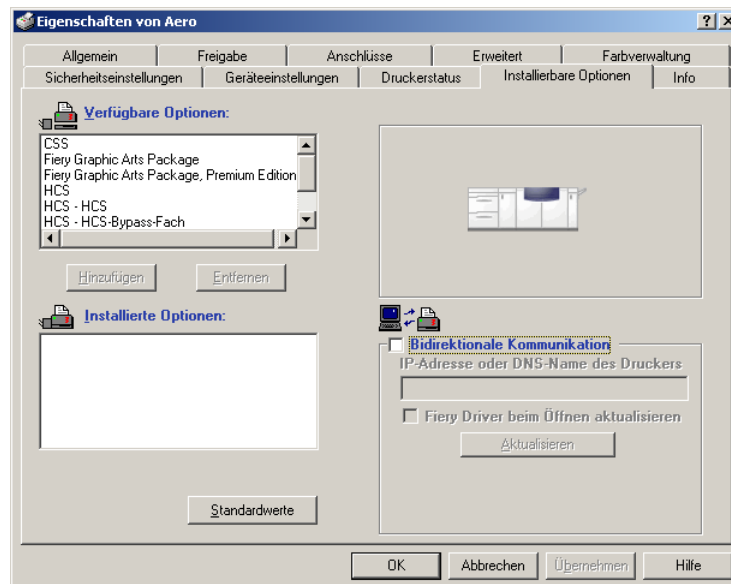 Eigenschaften von Aero
Allgemein
Freigabe
Anschlüsse
Erweitert
Farbverwaltung
Sicherheitseinstellungen
Geräteeinstellungen
Druckerstatus
Installierbare Optionen
Info
Verfügbare Optionen:
CSS
Fiery Graphic Arts Package
Fiery Graphic Arts Package, Premium Edition
HCS
HCS - HCS
HCS - HCS-Bypass-Fach
Hinzufügen
Entfernen
Installierte Optionen:
Standardwerte
Bidirektionale Kommunikation
IP-Adresse oder DNS-Name des Druckers
Fiery Driver beim Öffnen aktualisieren
Aktualisieren
OK
Abbrechen
Übernehmen
Hilfe